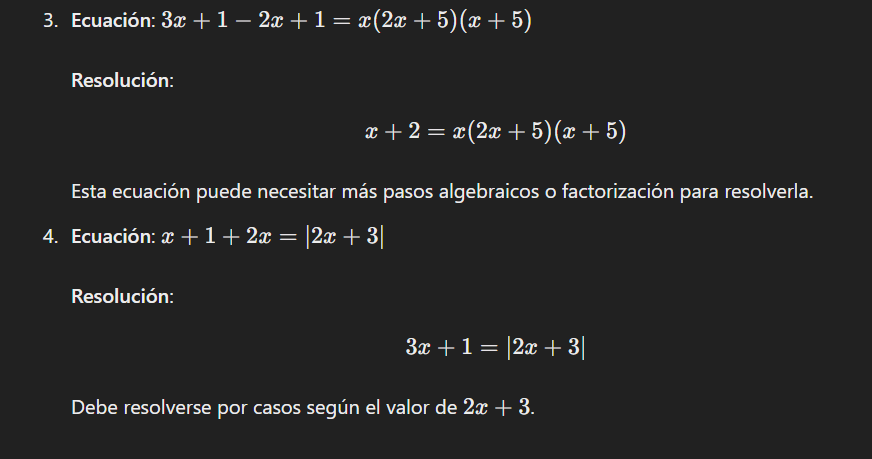 3. Ecuación: 3x + 1 − 2x + 1 = x(2x + 5)(x + 5)
Resolución:
x + 2 = x(2x + 5)(x + 5)
Esta ecuación puede necesitar más pasos algebraicos o factorización para resolverla.
4. Ecuación: x + 1 + 2x = |2x + 3|
Resolución:
3x + 1 = |2x + 3|
Debe resolverse por casos según el valor de 2x + 3.